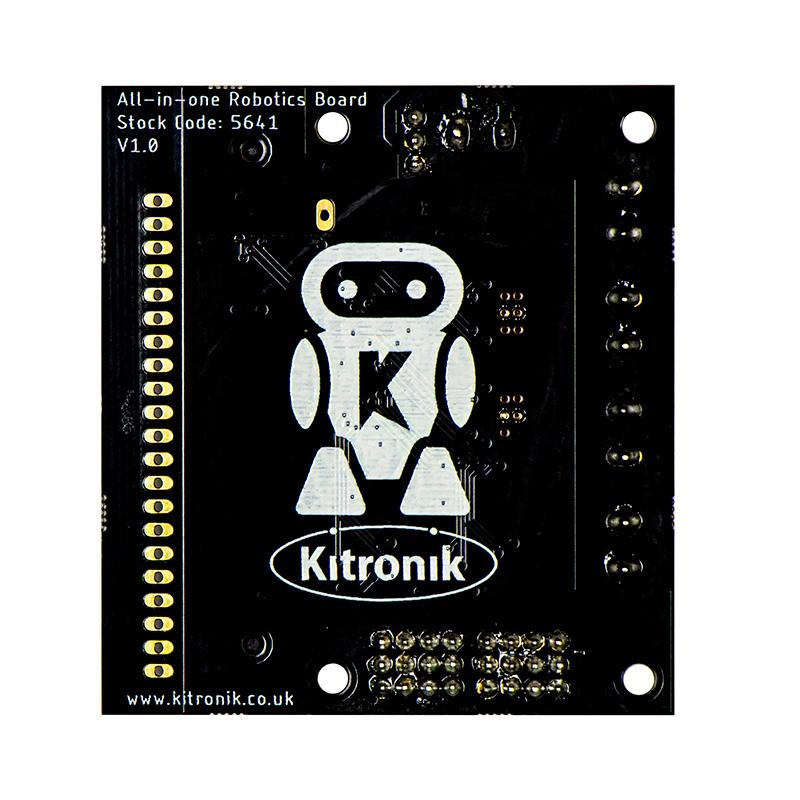 All-in-one Robotics Board
Stock Code: 5641
V1.0
K
Kitronik
www.kitronik.co.uk